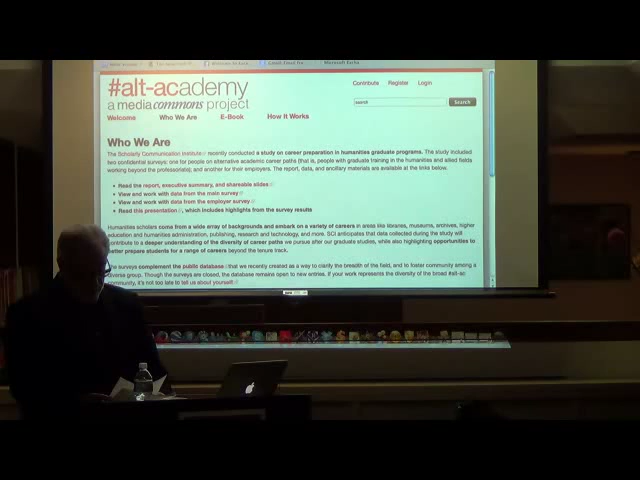 #alt-academy
a mediacommons project
Contribute Register Login
search Search
Welcome Who We Are E-Book How It Works
Who We Are
The Scholarly Communication Institute recently conducted a study on career preparation in humanities graduate programs. The study included
two confidential surveys: one for people on alternative academic career paths (that is, people with graduate training in the humanities and allied fields
working beyond the professoriate); and another for their employers. The report, data, and ancillary materials are available at the links below.
• Read the report, executive summary, and shareable slides.
• View and work with data from the main survey
• View and work with data from the employer survey
• Read this presentation, which includes highlights from the survey results
Humanities scholars come from a wide array of backgrounds and embark on a variety of careers in areas like libraries, museums, archives, higher
education and humanities administration, publishing, research and technology, and more. SCI anticipates that data collected during the study will
contribute to a deeper understanding of the diversity of career paths we pursue after our graduate studies, while also highlighting opportunities to
better prepare students for a range of careers beyond the tenure track.
The surveys complement the public database that we recently created as a way to clarify the breadth of the field, and to foster community among a
diverse group. Though the surveys are closed, the database remains open to new entries. If your work represents the diversity of the broad #alt-ac
community, it's not too late to tell us about yourself!